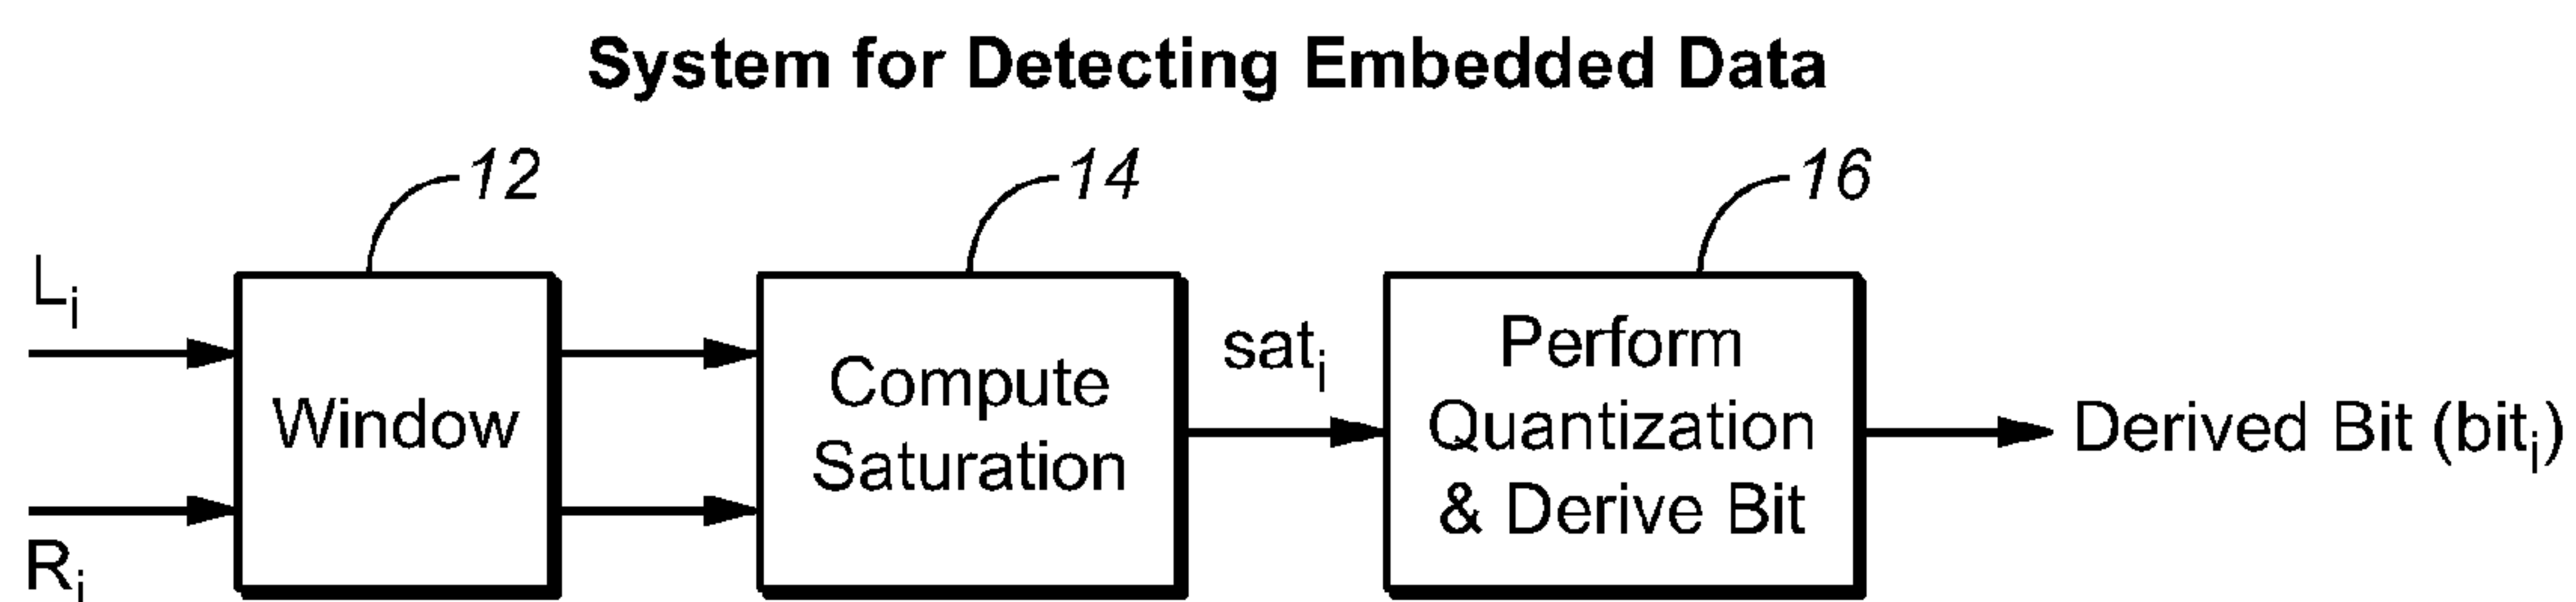 System for Detecting Embedded Data
12
14
16
Li
Ri
Window
Compute
Saturation
sati
Perform
Quantization
& Derive Bit
Derived Bit (biti)